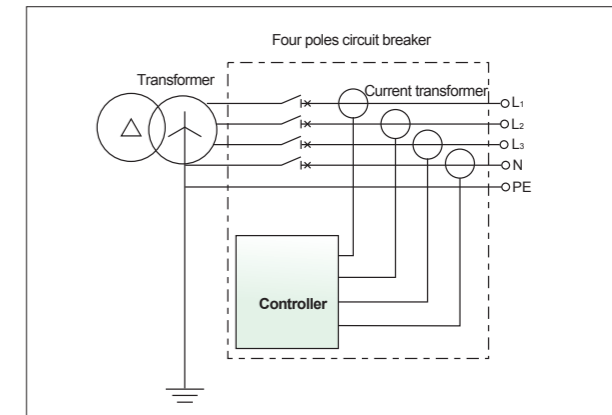 Four poles circuit breaker
Transformer
Current transformer
L₁
L₂
L₃
N
PE
Controller